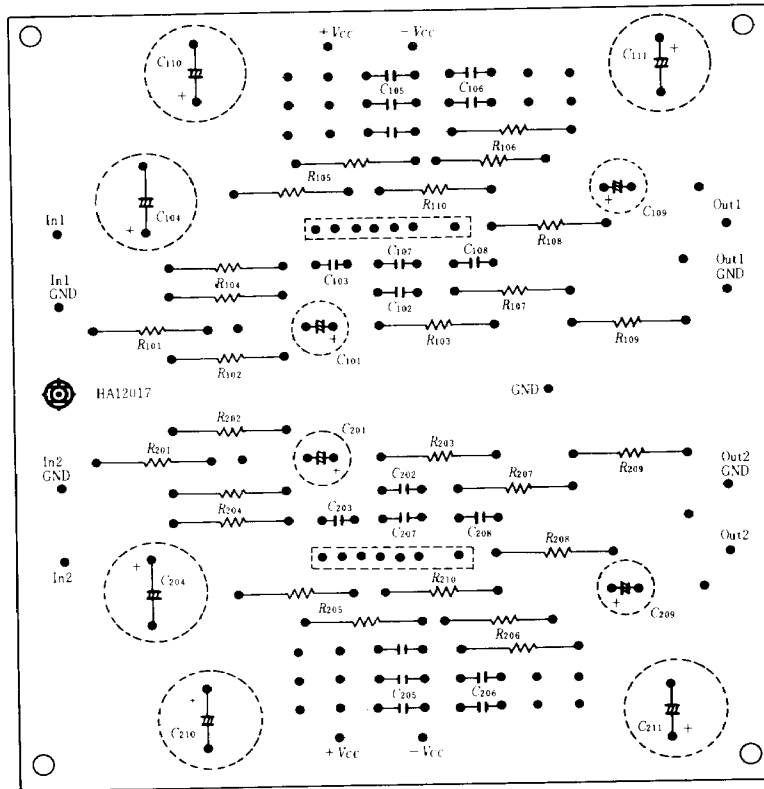 +Vcc
−Vcc
C110
+
C111
+
C105
C106
R106
R105
R110
C104
+
C109
+
In1
Out1
R108
C107
C108
Out1
GND
In1
GND
R104
C103
C102
R107
R101
C101
+
R103
R109
R102
HA12017
GND
R202
C201
+
R203
R201
R209
In2
GND
Out2
GND
C202
R207
R204
C203
C207
C208
Out2
R208
In2
+
C204
R210
R205
C209
+
R206
C205
C206
+
C210
C211
+
+Vcc
−Vcc